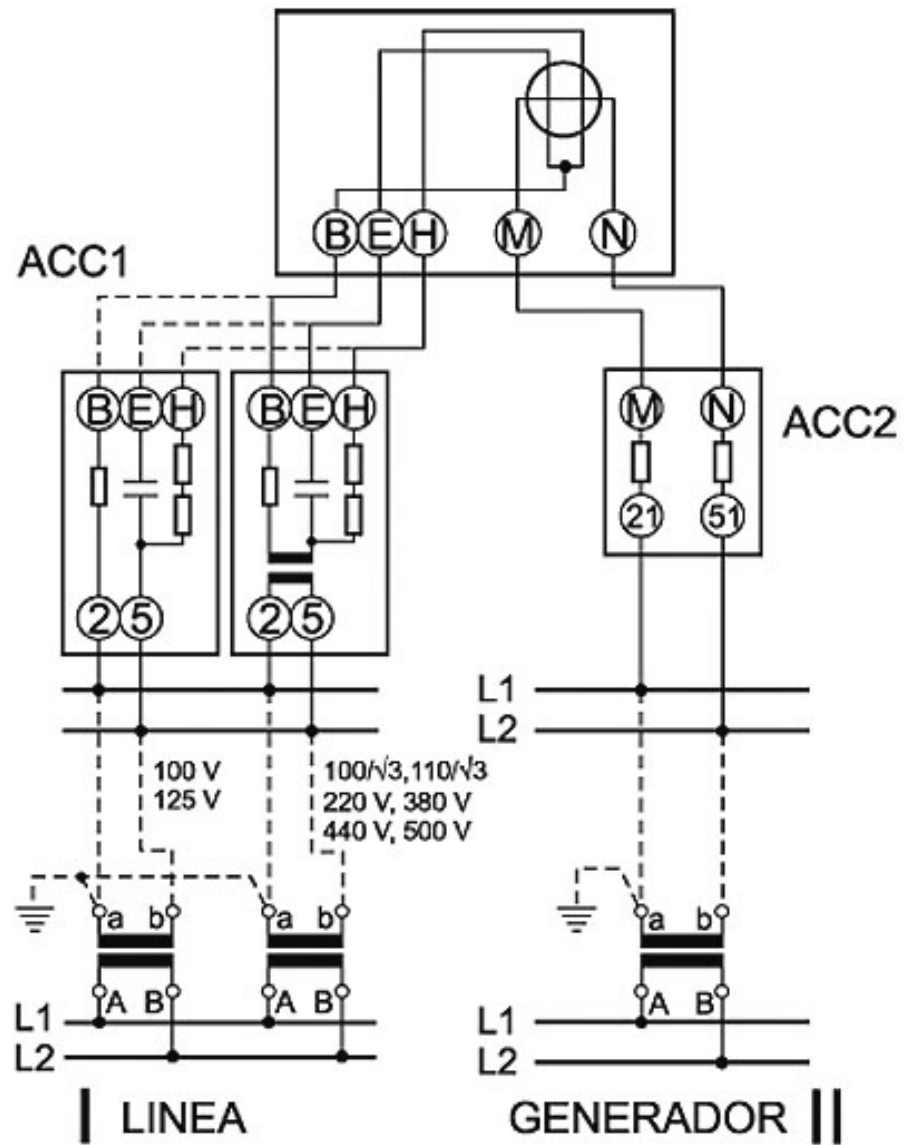 B E H M N
ACC1
B E H B E H M N
ACC2
21 51
2 5 2 5
L1
L2
100 V
125 V
100/√3, 110/√3
220 V, 380 V
440 V, 500 V
a b a b a b
A B A B A B
L1 L1
L2 L2
I LINEA GENERADOR II